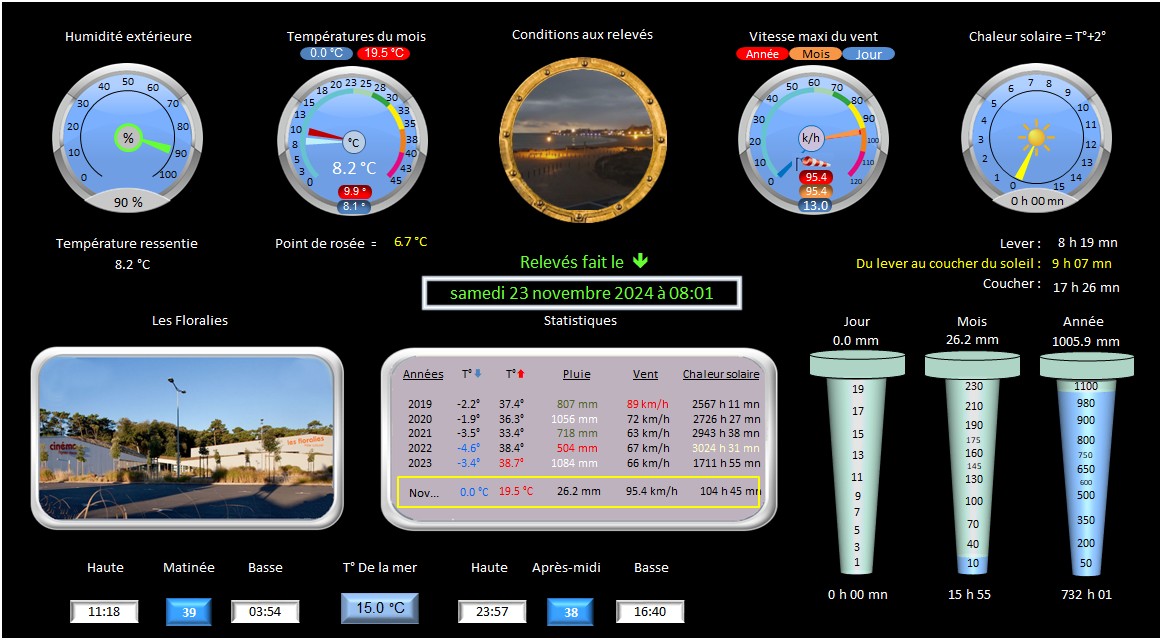 Humidité extérieure
Températures du mois
0.0 °C 19.5 °C
Conditions aux relevés
Vitesse maxi du vent
Année Mois Jour
Chaleur solaire = T°+2°
0 10 20 30 40 50 60 70 80 90 100
%
90 %
0 3 5 8 10 13 15 18 20 23 25 28 30 33 35 38 40 43 45
°C
8.2 °C
9.9 °
8.1 °
0 10 20 30 40 50 60 70 80 90 100 110 120
k/h
95.4
95.4
13.0
0 1 2 3 4 5 6 7 8 9 10 11 12 13 14 15
0 h 00 mn
Température ressentie
8.2 °C
Point de rosée = 6.7 °C
Relevés fait le
samedi 23 novembre 2024 à 08:01
Lever : 8 h 19 mn
Du lever au coucher du soleil : 9 h 07 mn
Coucher : 17 h 26 mn
Les Floralies
cinéma
les floralies
Statistiques
Années T° T° Pluie Vent Chaleur solaire
2019 -2.2° 37.4° 807 mm 89 km/h 2567 h 11 mn
2020 -1.9° 36.3° 1056 mm 72 km/h 2726 h 27 mn
2021 -3.5° 33.4° 718 mm 63 km/h 2943 h 38 mn
2022 -4.6° 38.4° 504 mm 67 km/h 3024 h 31 mn
2023 -3.4° 38.7° 1084 mm 66 km/h 1711 h 55 mn
Nov... 0.0 °C 19.5 °C 26.2 mm 95.4 km/h 104 h 45 mn
Jour
0.0 mm
19
17
15
13
11
9
7
5
3
1
0 h 00 mn
Mois
26.2 mm
230
210
190
175
160
145
130
100
70
40
10
15 h 55
Année
1005.9 mm
1100
980
900
800
750
650
600
500
350
200
50
732 h 01
Haute Matinée Basse T° De la mer Haute Après-midi Basse
11:18 39 03:54 15.0 °C 23:57 38 16:40